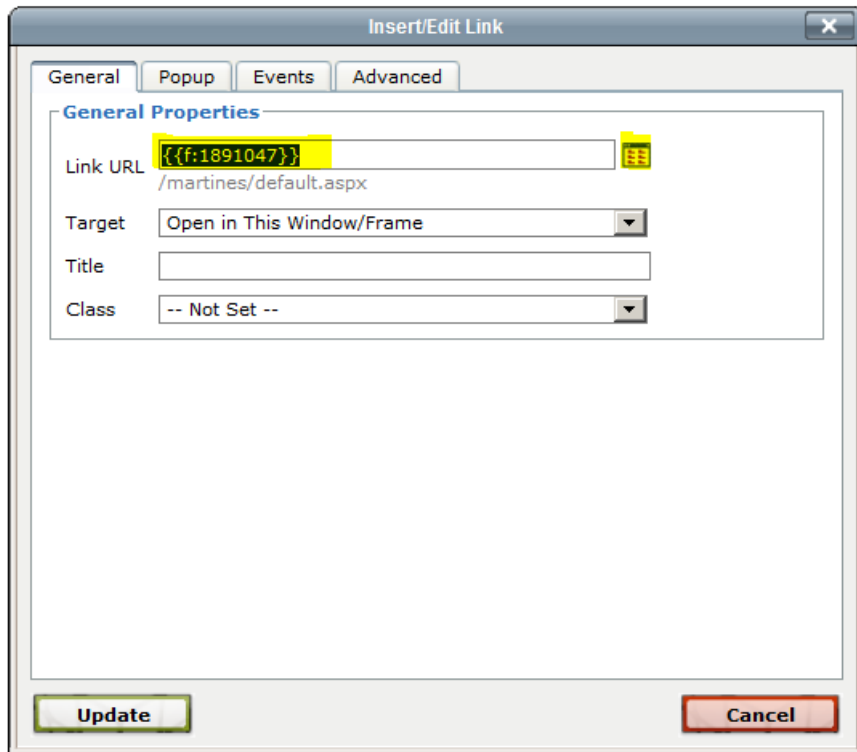 Insert/Edit Link
General Popup Events Advanced
General Properties
Link URL {{f:1891047}}
/martines/default.aspx
Target Open in This Window/Frame
Title
Class -- Not Set --
Update Cancel